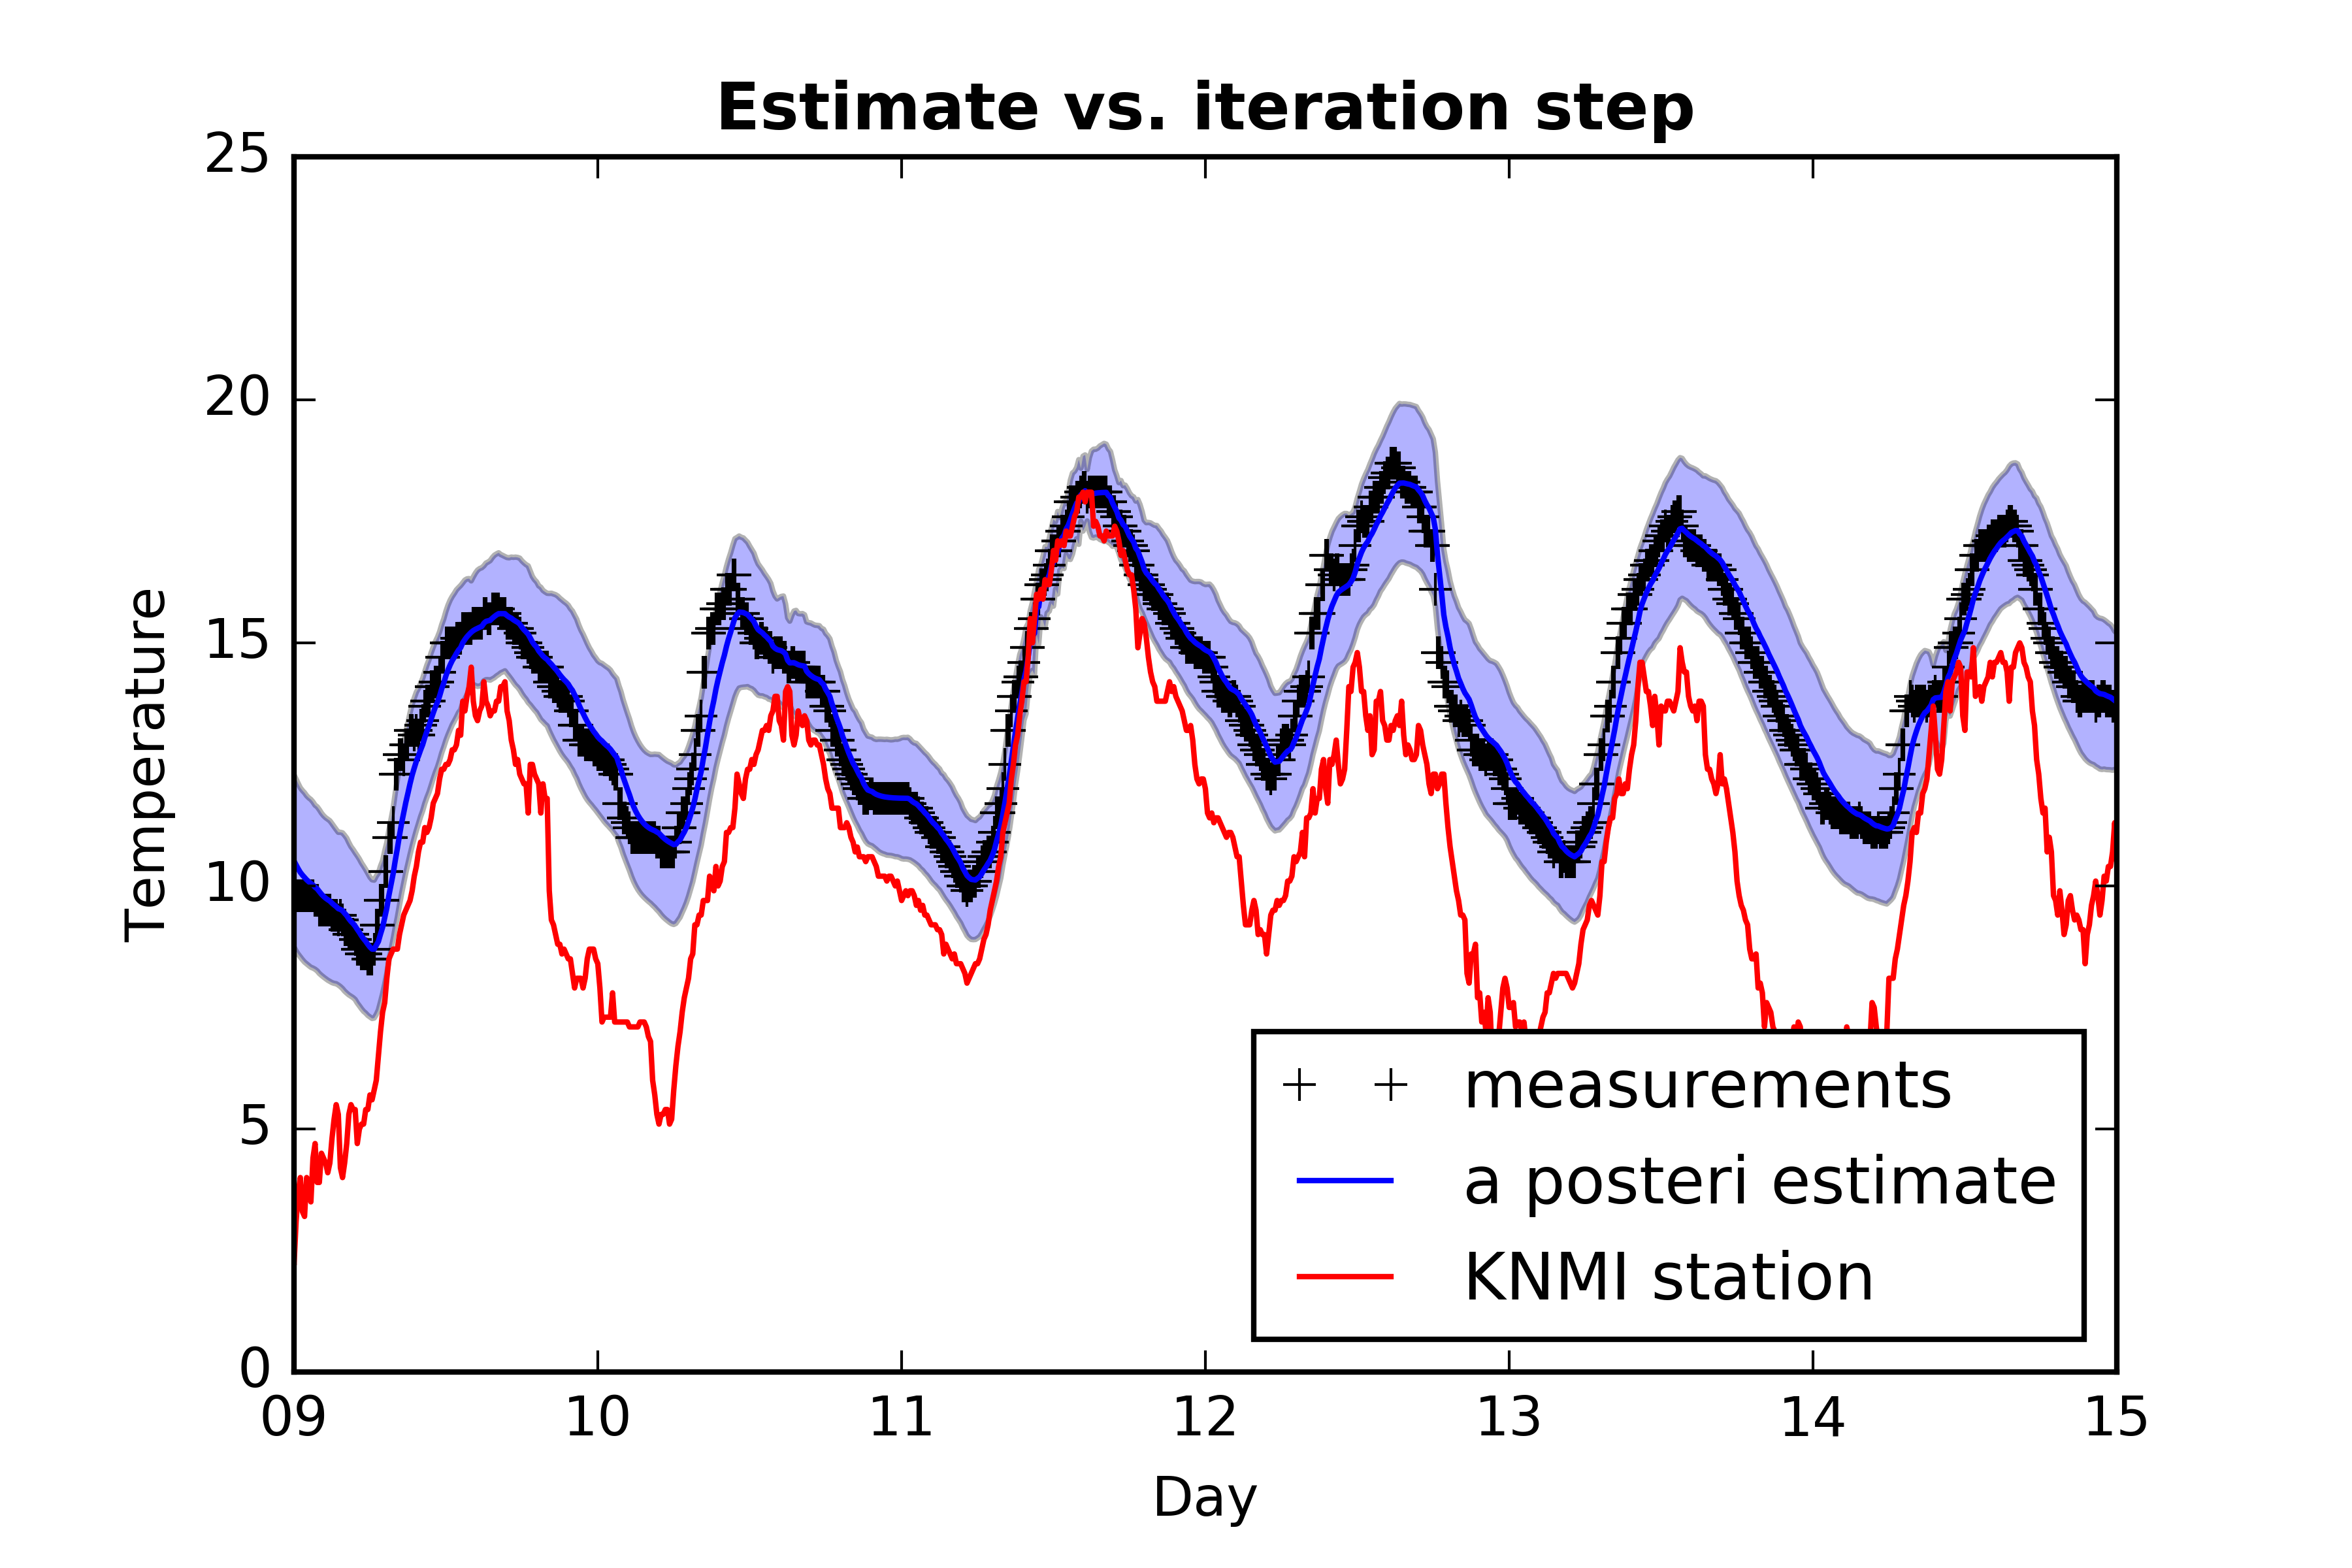 Estimate vs. iteration step
25
20
15
10
5
0
Temperature
09 10 11 12 13 14 15
Day
measurements
a posteri estimate
KNMI station